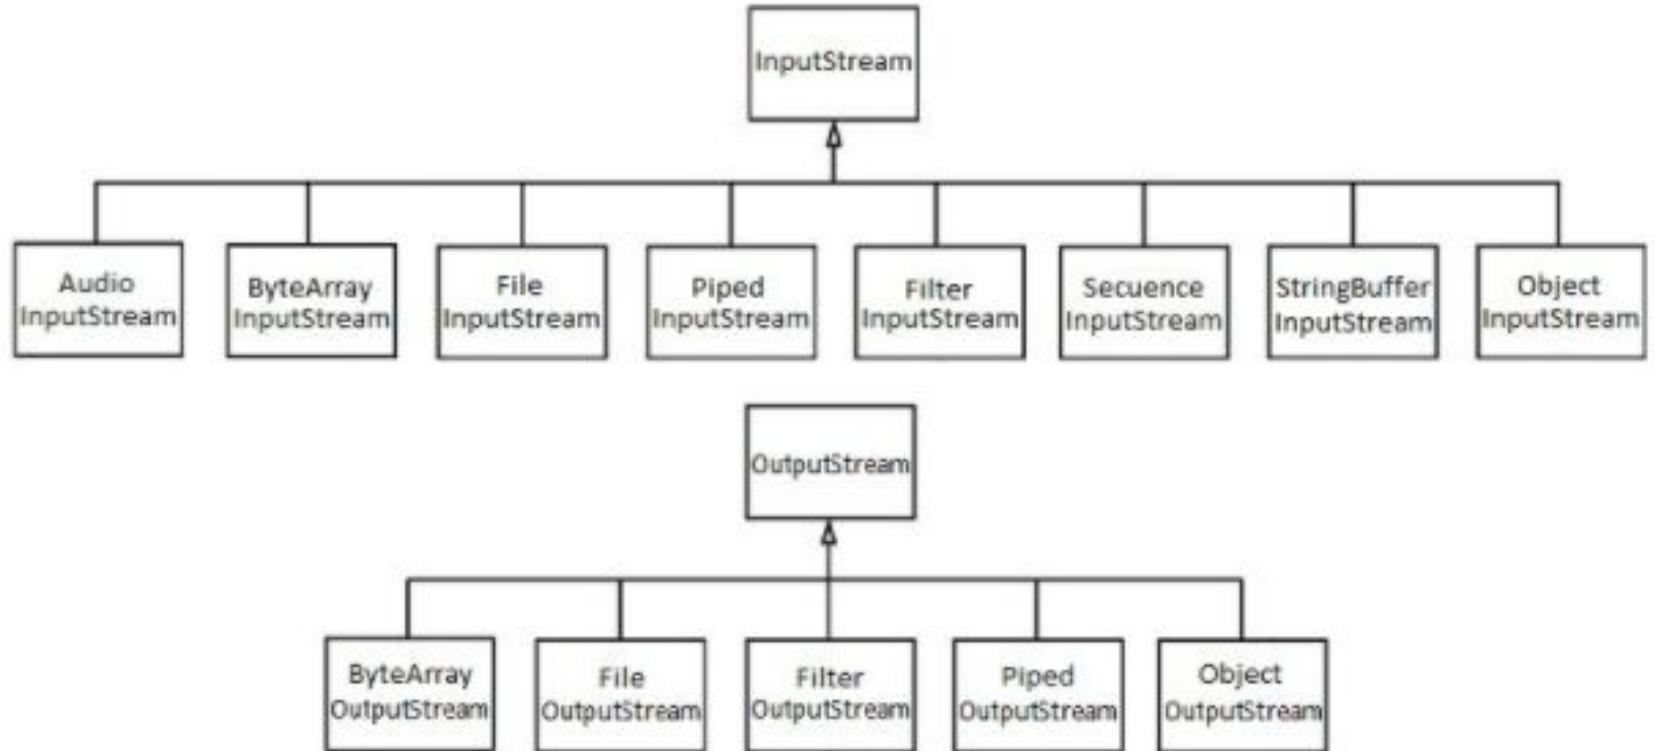 InputStream
Audio
InputStream
ByteArray
InputStream
File
InputStream
Piped
InputStream
Filter
InputStream
Secuence
InputStream
StringBuffer
InputStream
Object
InputStream
OutputStream
ByteArray
OutputStream
File
OutputStream
Filter
OutputStream
Piped
OutputStream
Object
OutputStream